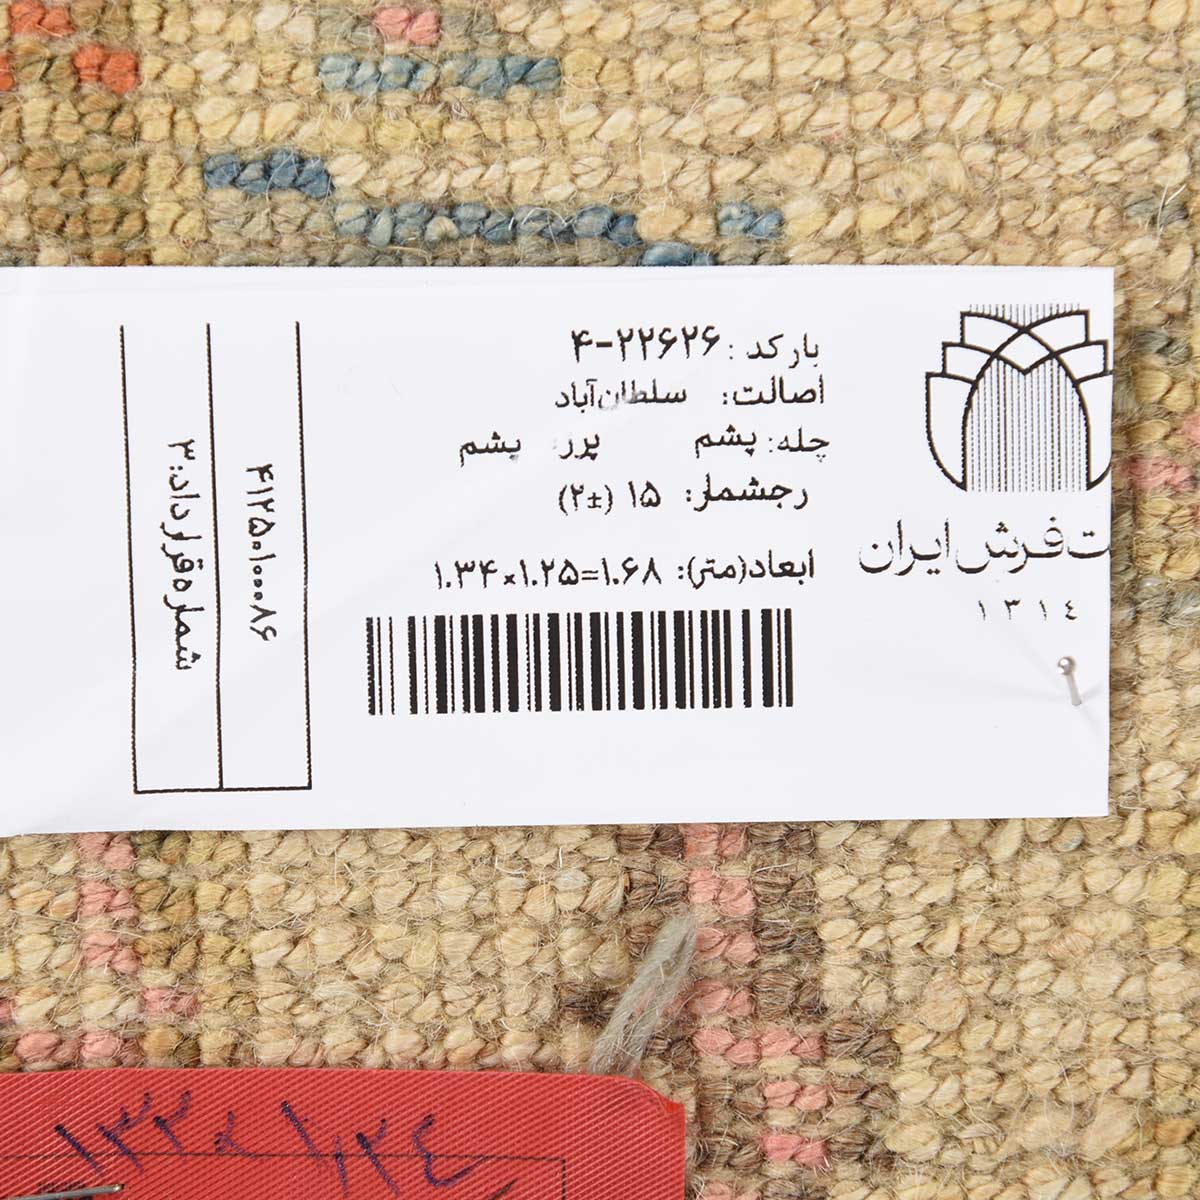 بارکد: ۴-۲۲۶۲۶
اصالت: سلطان‌آباد
چله: پشم پرز: پشم
رجشمار: ۱۵ (±۲)
ابعاد(متر): ۱.۳۴×۱.۲۵=۱.۶۸
ت فرش ایران
۱۳۱٤
۴۱۲۵۰۱۰۰۰۸۶
شماره قرارداد: ۳